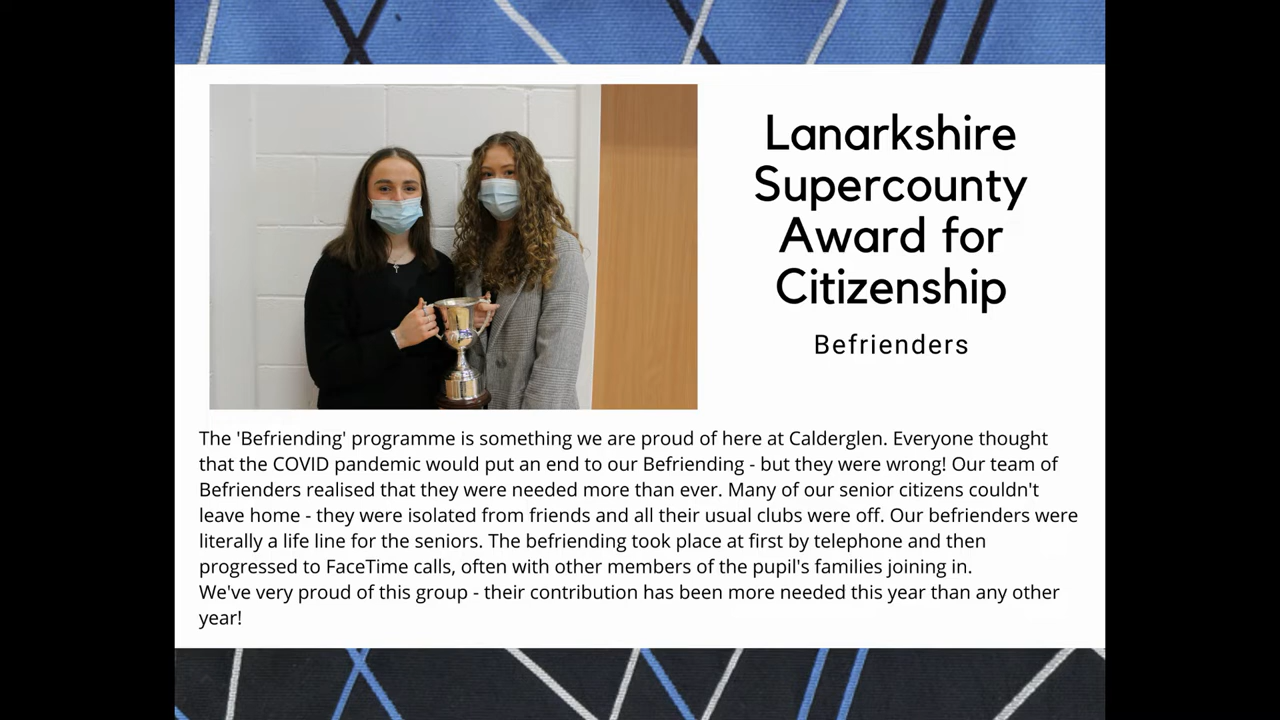 Lanarkshire
Supercounty
Award for
Citizenship
Befrienders
The 'Befriending' programme is something we are proud of here at Calderglen. Everyone thought
that the COVID pandemic would put an end to our Befriending - but they were wrong! Our team of
Befrienders realised that they were needed more than ever. Many of our senior citizens couldn't
leave home - they were isolated from friends and all their usual clubs were off. Our befrienders were
literally a life line for the seniors. The befriending took place at first by telephone and then
progressed to FaceTime calls, often with other members of the pupil's families joining in.
We've very proud of this group - their contribution has been more needed this year than any other
year!